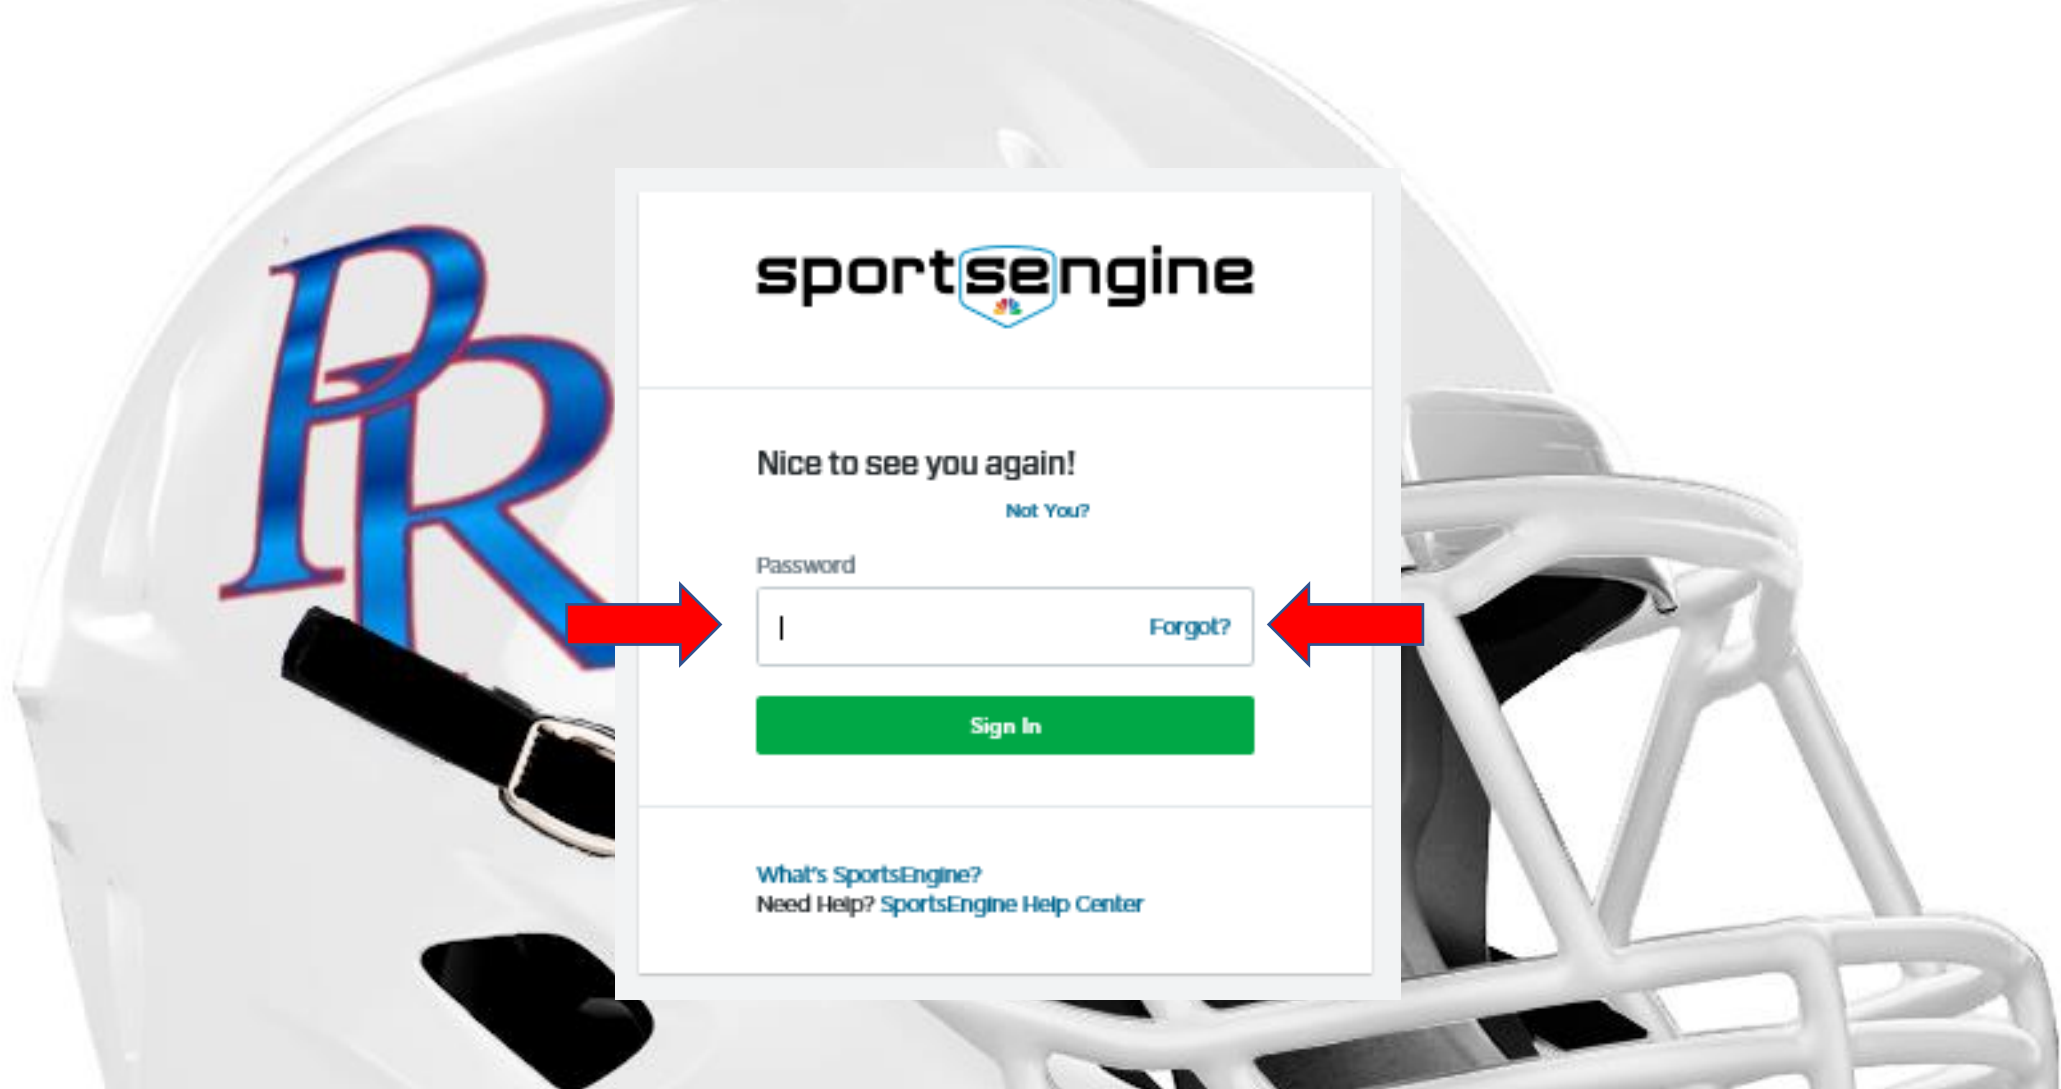 PR
sportsengine
Nice to see you again!
Not You?
Password
Forgot?
Sign In
What's SportsEngine?
Need Help? SportsEngine Help Center